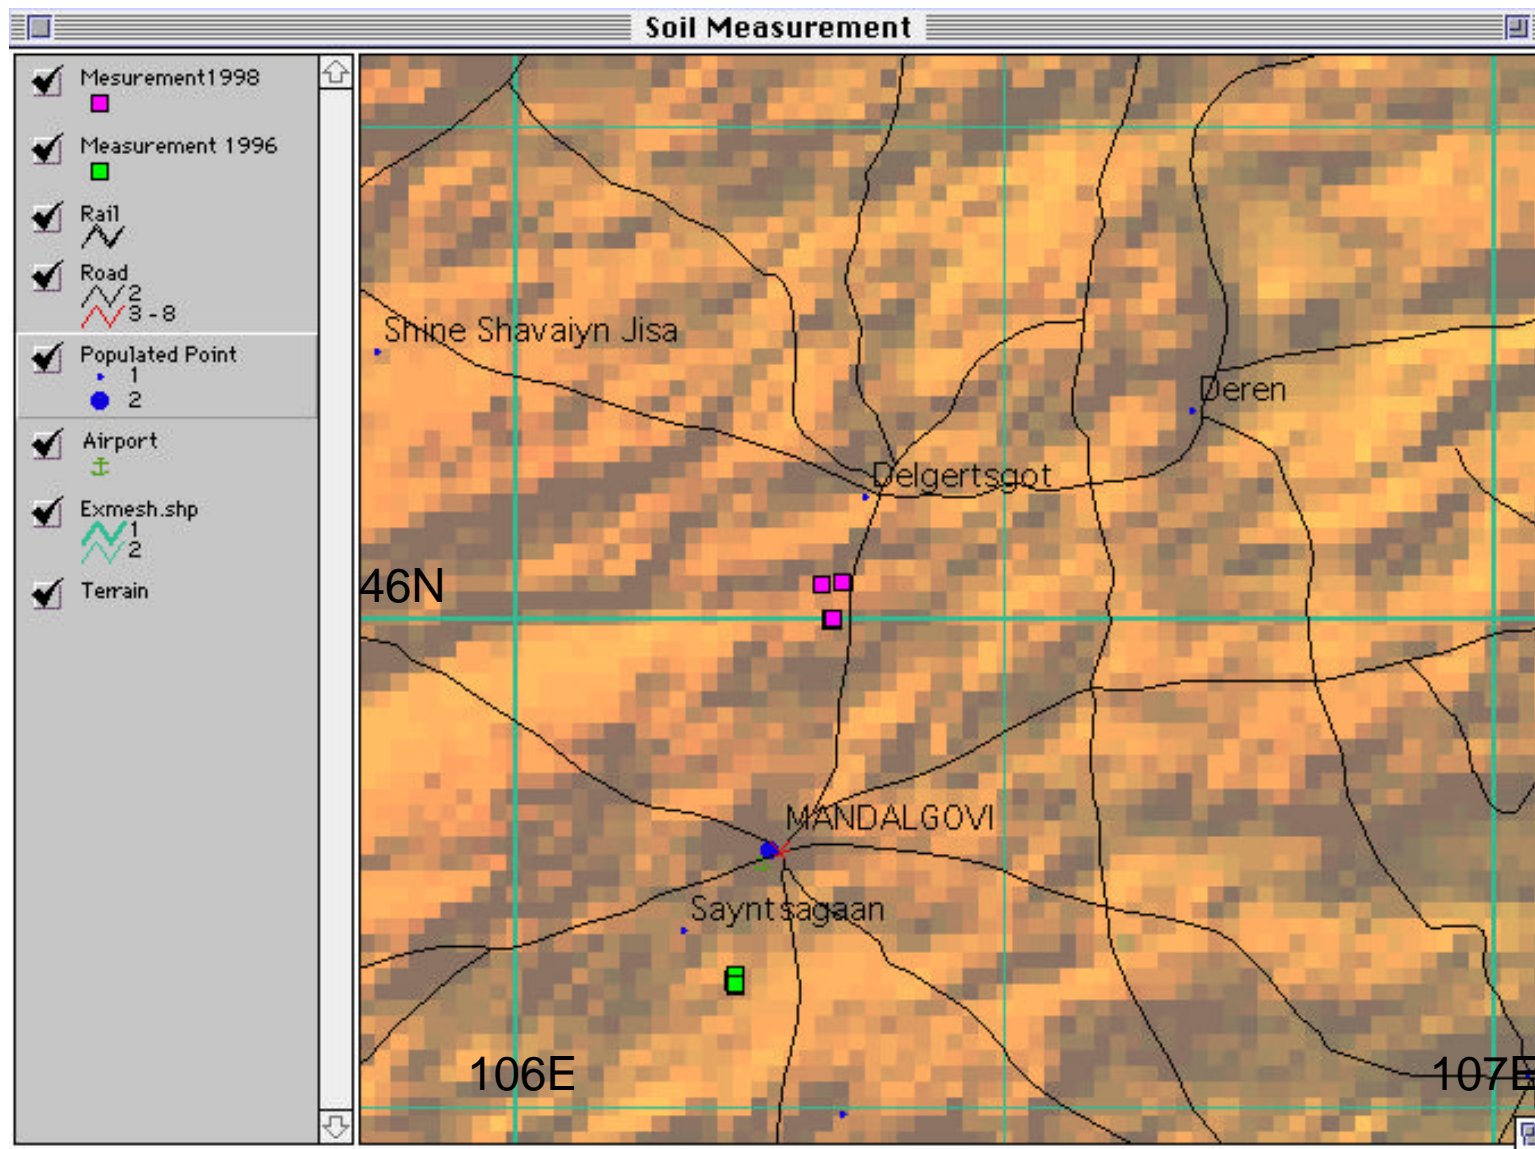 Soil Measurement
Mesurement1998
Measurement 1996
Rail
Road
2
3 - 8
Populated Point
1
2
Airport
Exmesh.shp
1
2
Terrain
Shine Shavaiyn Jisa
Deren
Delgertsgot
46N
MANDALGOVI
Sayntsagaan
106E
107E